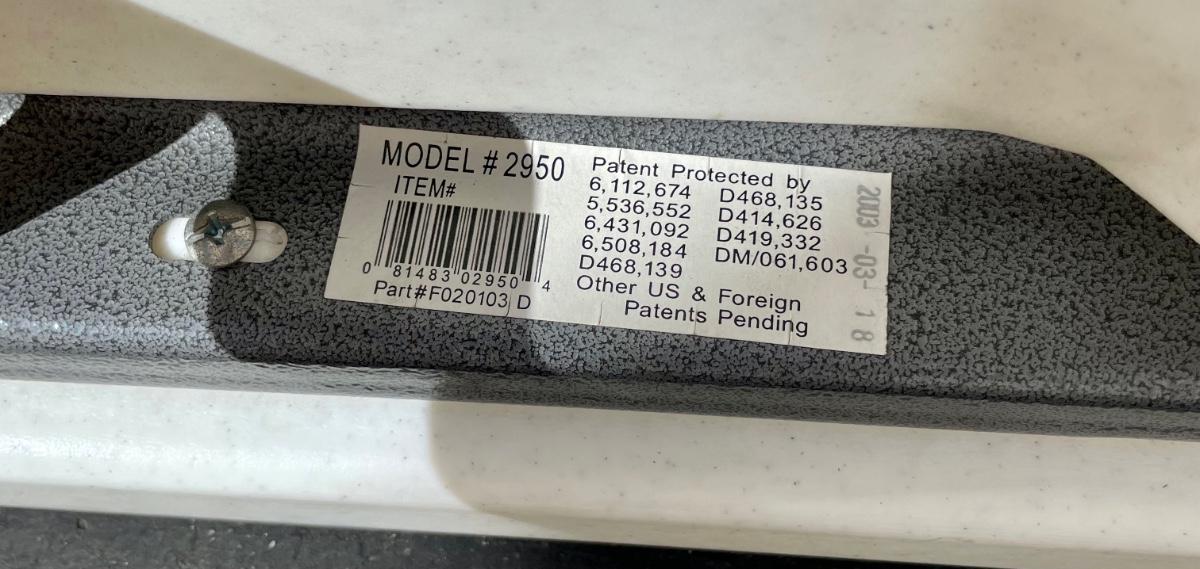 MODEL # 2950
ITEM#
0 81483 02950 4
Part#F020103 D
Patent Protected by
6,112,674 D468,135
5,536,552 D414,626
6,431,092 D419,332
6,508,184 DM/061,603
D468,139
Other US & Foreign
Patents Pending
2003 -03- 18